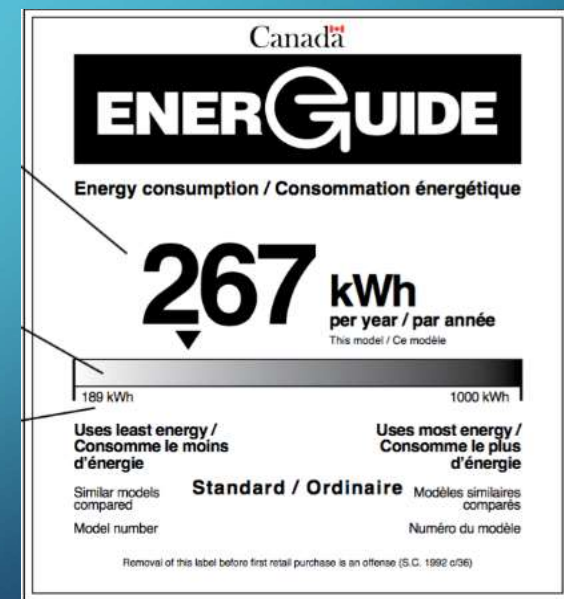 Canada
ENERGUIDE
Energy consumption / Consommation énergétique
267 kWh
per year / par année
This model / Ce modèle
189 kWh 1000 kWh
Uses least energy / Uses most energy /
Consomme le moins Consomme le plus
d'énergie d'énergie
Similar models Standard / Ordinaire Modèles similaires
compared comparés
Model number Numéro du modèle
Removal of this label before first retail purchase is an offense (S.C. 1992 c/36)